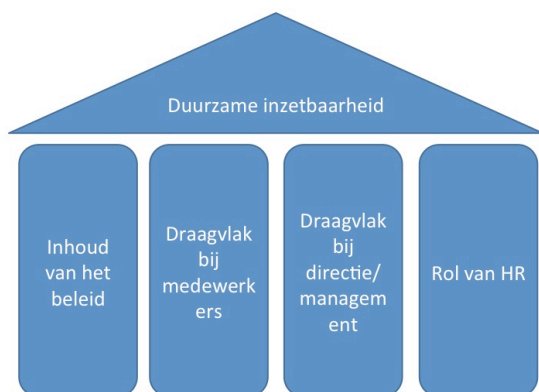 Duurzame inzetbaarheid
Inhoud
van het
beleid
Draagvlak
bij
medewerk
ers
Draagvlak
bij
directie/
managem
ent
Rol van HR